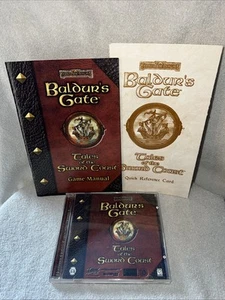 Baldur's
Gate
Tales
of the
Sword Coast
Game Manual
Baldur's
Gate
Tales
of the
Sword Coast
Quick Reference Card
Baldur's
Gate
Tales
of the
Sword Coast